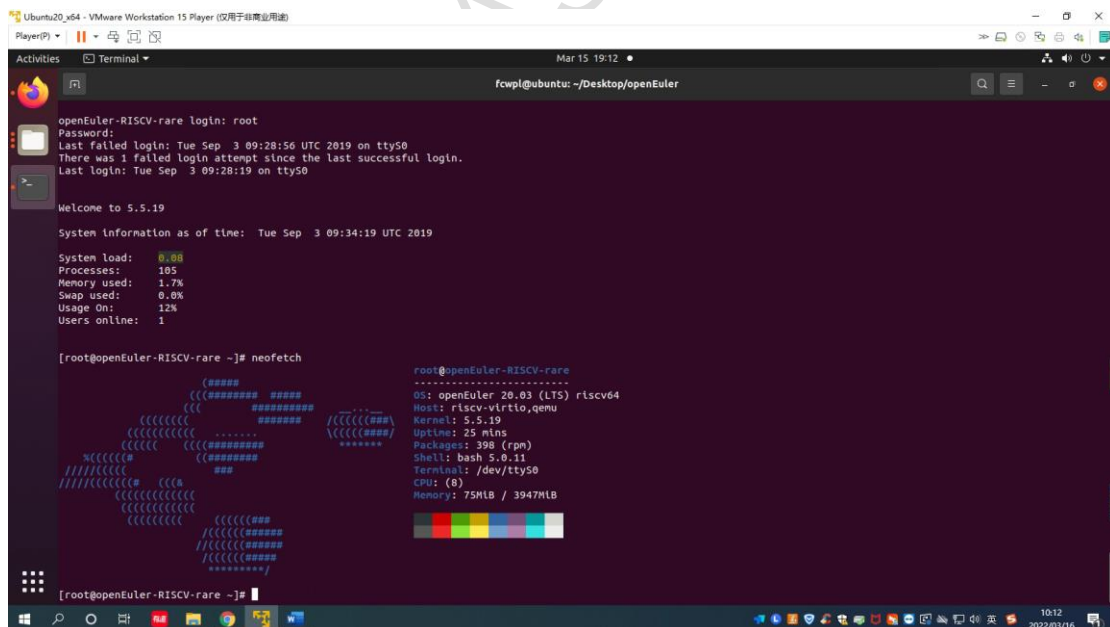 Ubuntu20_x64 - VMware Workstation 15 Player (仅用于非商业用途)
Player(P)
Activities Terminal Mar 15 19:12
fcwpl@ubuntu: ~/Desktop/openEuler
openEuler-RISCV-rare login: root
Password:
Last failed login: Tue Sep  3 09:28:56 UTC 2019 on ttyS0
There was 1 failed login attempt since the last successful login.
Last login: Tue Sep  3 09:28:19 on ttyS0
Welcome to 5.5.19
System information as of time:  Tue Sep  3 09:34:19 UTC 2019
System load:    0.08
Processes:      105
Memory used:    1.7%
Swap used:      0.0%
Usage On:       12%
Users online:   1
[root@openEuler-RISCV-rare ~]# neofetch
root@openEuler-RISCV-rare
-------------------------
OS: openEuler 20.03 (LTS) riscv64
Host: riscv-virtio,qemu
Kernel: 5.5.19
Uptime: 25 mins
Packages: 398 (rpm)
Shell: bash 5.0.11
Terminal: /dev/ttyS0
CPU: (8)
Memory: 75MiB / 3947MiB
[root@openEuler-RISCV-rare ~]#
英
10:12
2022/03/16